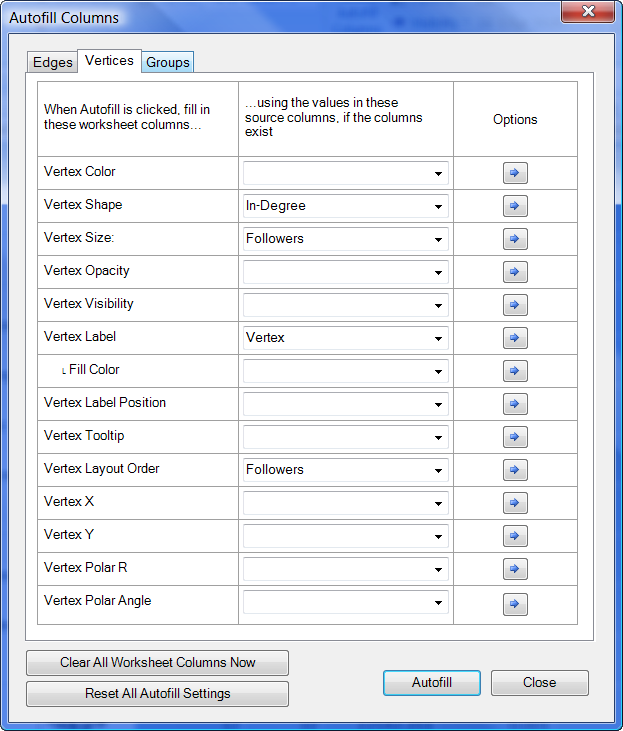 Autofill Columns
Edges Vertices Groups
When Autofill is clicked, fill in
these worksheet columns...
...using the values in these
source columns, if the columns
exist
Options
Vertex Color
Vertex Shape In-Degree
Vertex Size: Followers
Vertex Opacity
Vertex Visibility
Vertex Label Vertex
L Fill Color
Vertex Label Position
Vertex Tooltip
Vertex Layout Order Followers
Vertex X
Vertex Y
Vertex Polar R
Vertex Polar Angle
Clear All Worksheet Columns Now
Reset All Autofill Settings
Autofill Close